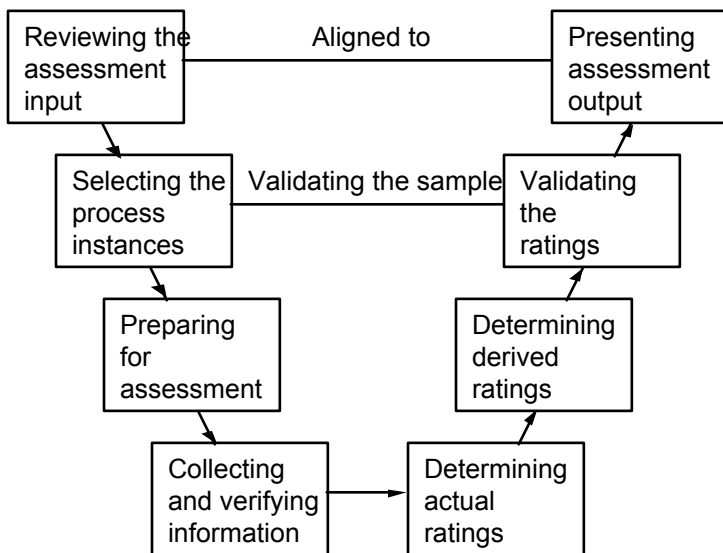 Reviewing the
assessment
input
Aligned to
Presenting
assessment
output
Selecting the
process
instances
Validating the sample
Validating
the
ratings
Preparing
for
assessment
Determining
derived
ratings
Collecting
and verifying
information
Determining
actual
ratings